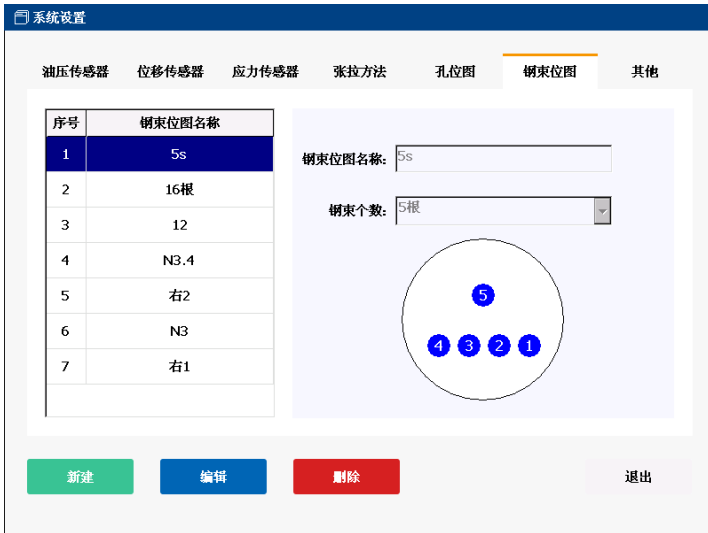 系统设置
油压传感器 位移传感器 应力传感器 张拉方法 孔位图 钢束位图 其他
序号 钢束位图名称
1 5s
2 16根
3 12
4 N3.4
5 右2
6 N3
7 右1
钢束位图名称: 5s
钢束个数: 5根
5
4 3 2 1
新建 编辑 删除 退出